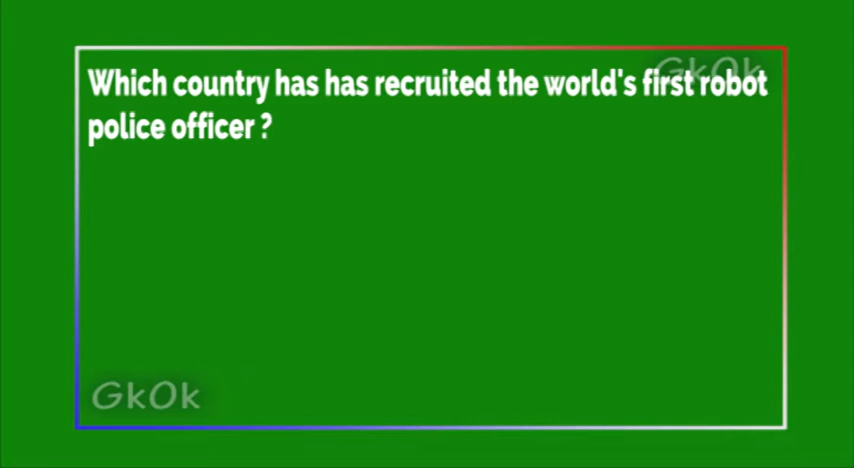 GkOk
Which country has has recruited the world's first robot
police officer ?
GkOk